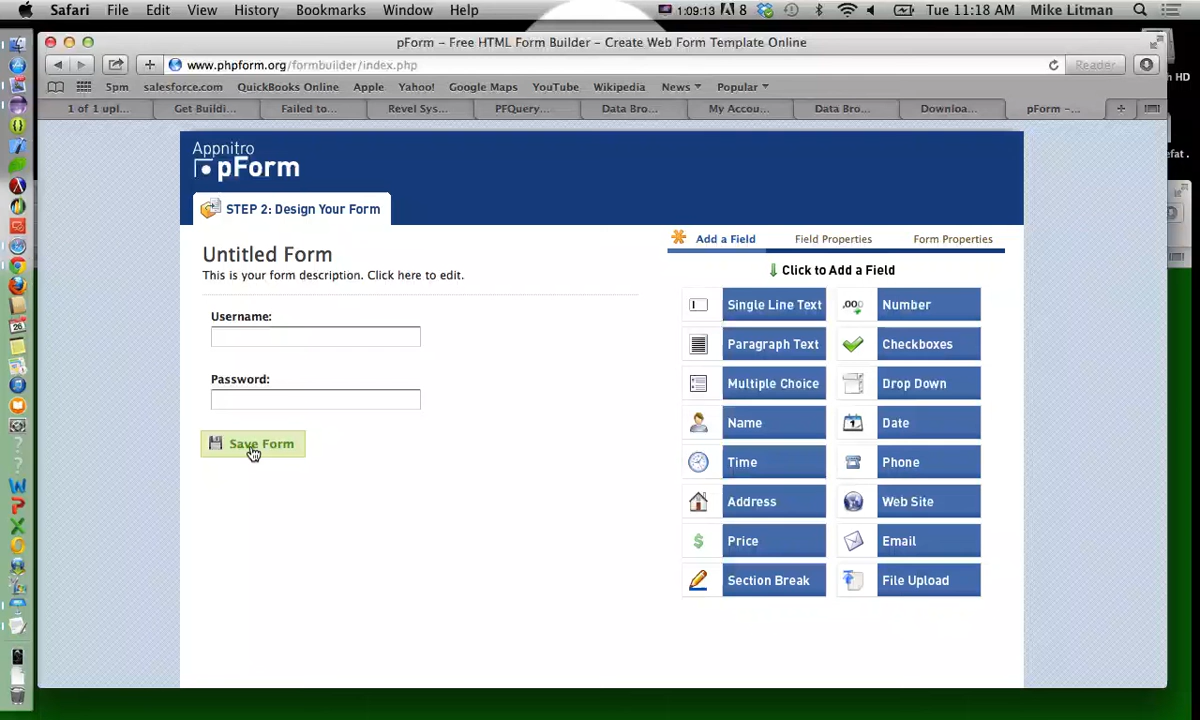 Safari File Edit View History Bookmarks Window Help 1:09:13 8 Tue 11:18 AM Mike Litman
pForm – Free HTML Form Builder – Create Web Form Template Online
www.phpform.org/formbuilder/index.php Reader
5pm salesforce.com QuickBooks Online Apple Yahoo! Google Maps YouTube Wikipedia News Popular
1 of 1 upl... Get Buildi... Failed to... Revel Sys... PFQuery... Data Bro... My Accou... Data Bro... Downloa... pForm –...
Appnitro
pForm
STEP 2: Design Your Form
Untitled Form
This is your form description. Click here to edit.
Username:
Password:
Save Form
Add a Field Field Properties Form Properties
Click to Add a Field
Single Line Text Number
Paragraph Text Checkboxes
Multiple Choice Drop Down
Name Date
Time Phone
Address Web Site
Price Email
Section Break File Upload